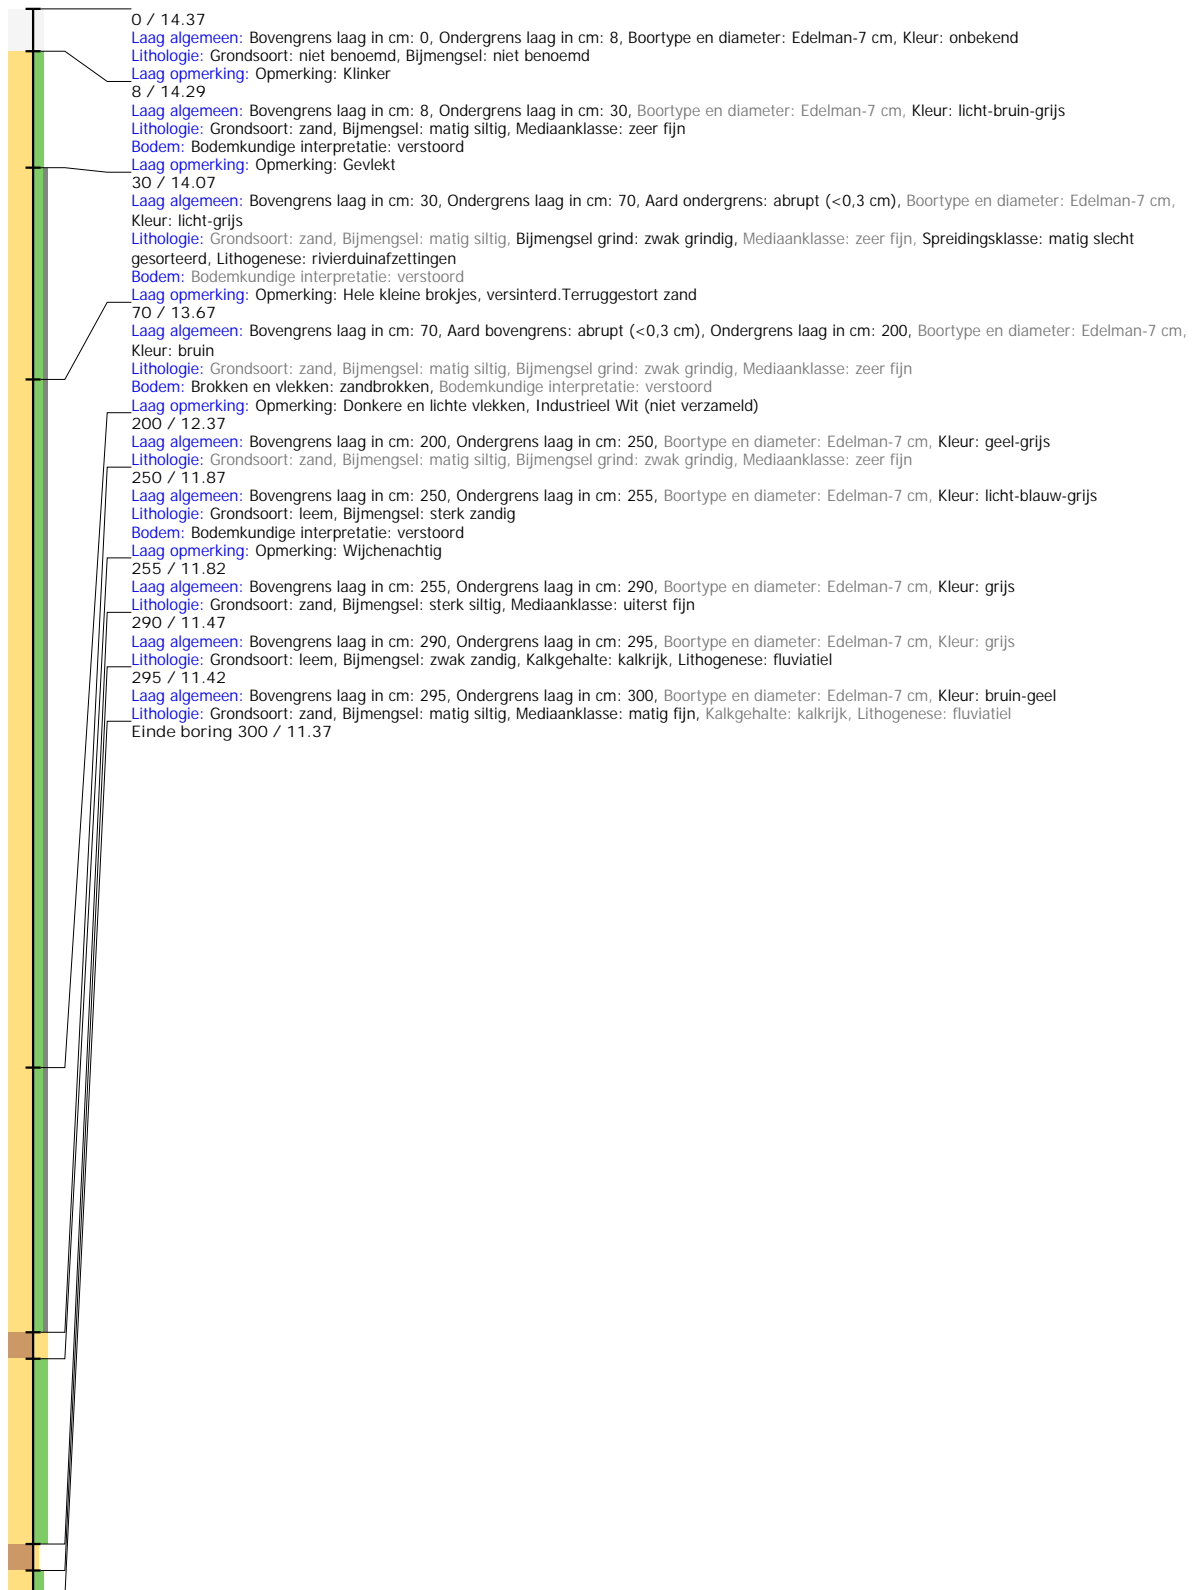 0 / 14.37
Laag algemeen: Bovengrens laag in cm: 0, Ondergrens laag in cm: 8, Boortype en diameter: Edelman-7 cm, Kleur: onbekend
Lithologie: Grondsoort: niet benoemd, Bijmengsel: niet benoemd
Laag opmerking: Opmerking: Klinker
8 / 14.29
Laag algemeen: Bovengrens laag in cm: 8, Ondergrens laag in cm: 30, Boortype en diameter: Edelman-7 cm, Kleur: licht-bruin-grijs
Lithologie: Grondsoort: zand, Bijmengsel: matig siltig, Mediaanklasse: zeer fijn
Bodem: Bodemkundige interpretatie: verstoord
Laag opmerking: Opmerking: Gevlekt
30 / 14.07
Laag algemeen: Bovengrens laag in cm: 30, Ondergrens laag in cm: 70, Aard ondergrens: abrupt (<0,3 cm), Boortype en diameter: Edelman-7 cm,
Kleur: licht-grijs
Lithologie: Grondsoort: zand, Bijmengsel: matig siltig, Bijmengsel grind: zwak grindig, Mediaanklasse: zeer fijn, Spreidingsklasse: matig slecht
gesorteerd, Lithogenese: rivierduinafzettingen
Bodem: Bodemkundige interpretatie: verstoord
Laag opmerking: Opmerking: Hele kleine brokjes, versinterd.Terruggestort zand
70 / 13.67
Laag algemeen: Bovengrens laag in cm: 70, Aard bovengrens: abrupt (<0,3 cm), Ondergrens laag in cm: 200, Boortype en diameter: Edelman-7 cm,
Kleur: bruin
Lithologie: Grondsoort: zand, Bijmengsel: matig siltig, Bijmengsel grind: zwak grindig, Mediaanklasse: zeer fijn
Bodem: Brokken en vlekken: zandbrokken, Bodemkundige interpretatie: verstoord
Laag opmerking: Opmerking: Donkere en lichte vlekken, Industrieel Wit (niet verzameld)
200 / 12.37
Laag algemeen: Bovengrens laag in cm: 200, Ondergrens laag in cm: 250, Boortype en diameter: Edelman-7 cm, Kleur: geel-grijs
Lithologie: Grondsoort: zand, Bijmengsel: matig siltig, Bijmengsel grind: zwak grindig, Mediaanklasse: zeer fijn
250 / 11.87
Laag algemeen: Bovengrens laag in cm: 250, Ondergrens laag in cm: 255, Boortype en diameter: Edelman-7 cm, Kleur: licht-blauw-grijs
Lithologie: Grondsoort: leem, Bijmengsel: sterk zandig
Bodem: Bodemkundige interpretatie: verstoord
Laag opmerking: Opmerking: Wijchenachtig
255 / 11.82
Laag algemeen: Bovengrens laag in cm: 255, Ondergrens laag in cm: 290, Boortype en diameter: Edelman-7 cm, Kleur: grijs
Lithologie: Grondsoort: zand, Bijmengsel: sterk siltig, Mediaanklasse: uiterst fijn
290 / 11.47
Laag algemeen: Bovengrens laag in cm: 290, Ondergrens laag in cm: 295, Boortype en diameter: Edelman-7 cm, Kleur: grijs
Lithologie: Grondsoort: leem, Bijmengsel: zwak zandig, Kalkgehalte: kalkrijk, Lithogenese: fluviatiel
295 / 11.42
Laag algemeen: Bovengrens laag in cm: 295, Ondergrens laag in cm: 300, Boortype en diameter: Edelman-7 cm, Kleur: bruin-geel
Lithologie: Grondsoort: zand, Bijmengsel: matig siltig, Mediaanklasse: matig fijn, Kalkgehalte: kalkrijk, Lithogenese: fluviatiel
Einde boring 300 / 11.37